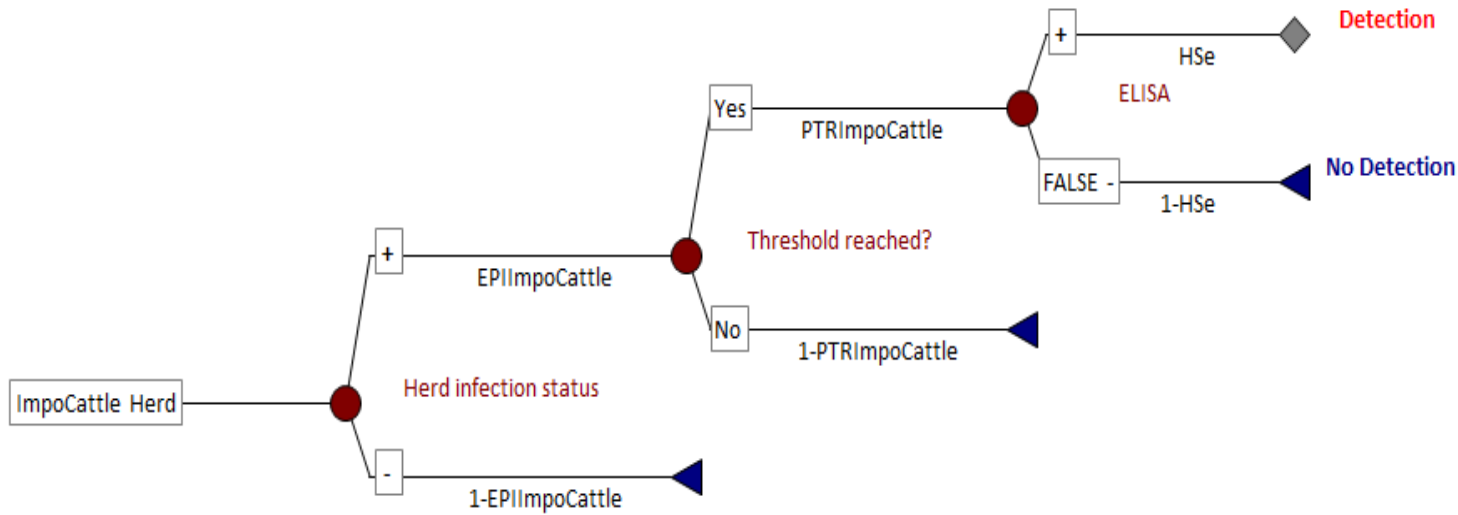 Detection
+
HSe
ELISA
Yes
PTRImpoCattle
No Detection
FALSE -
1-HSe
Threshold reached?
+
EPIImpoCattle
No
1-PTRImpoCattle
Herd infection status
ImpoCattle Herd
-
1-EPIImpoCattle